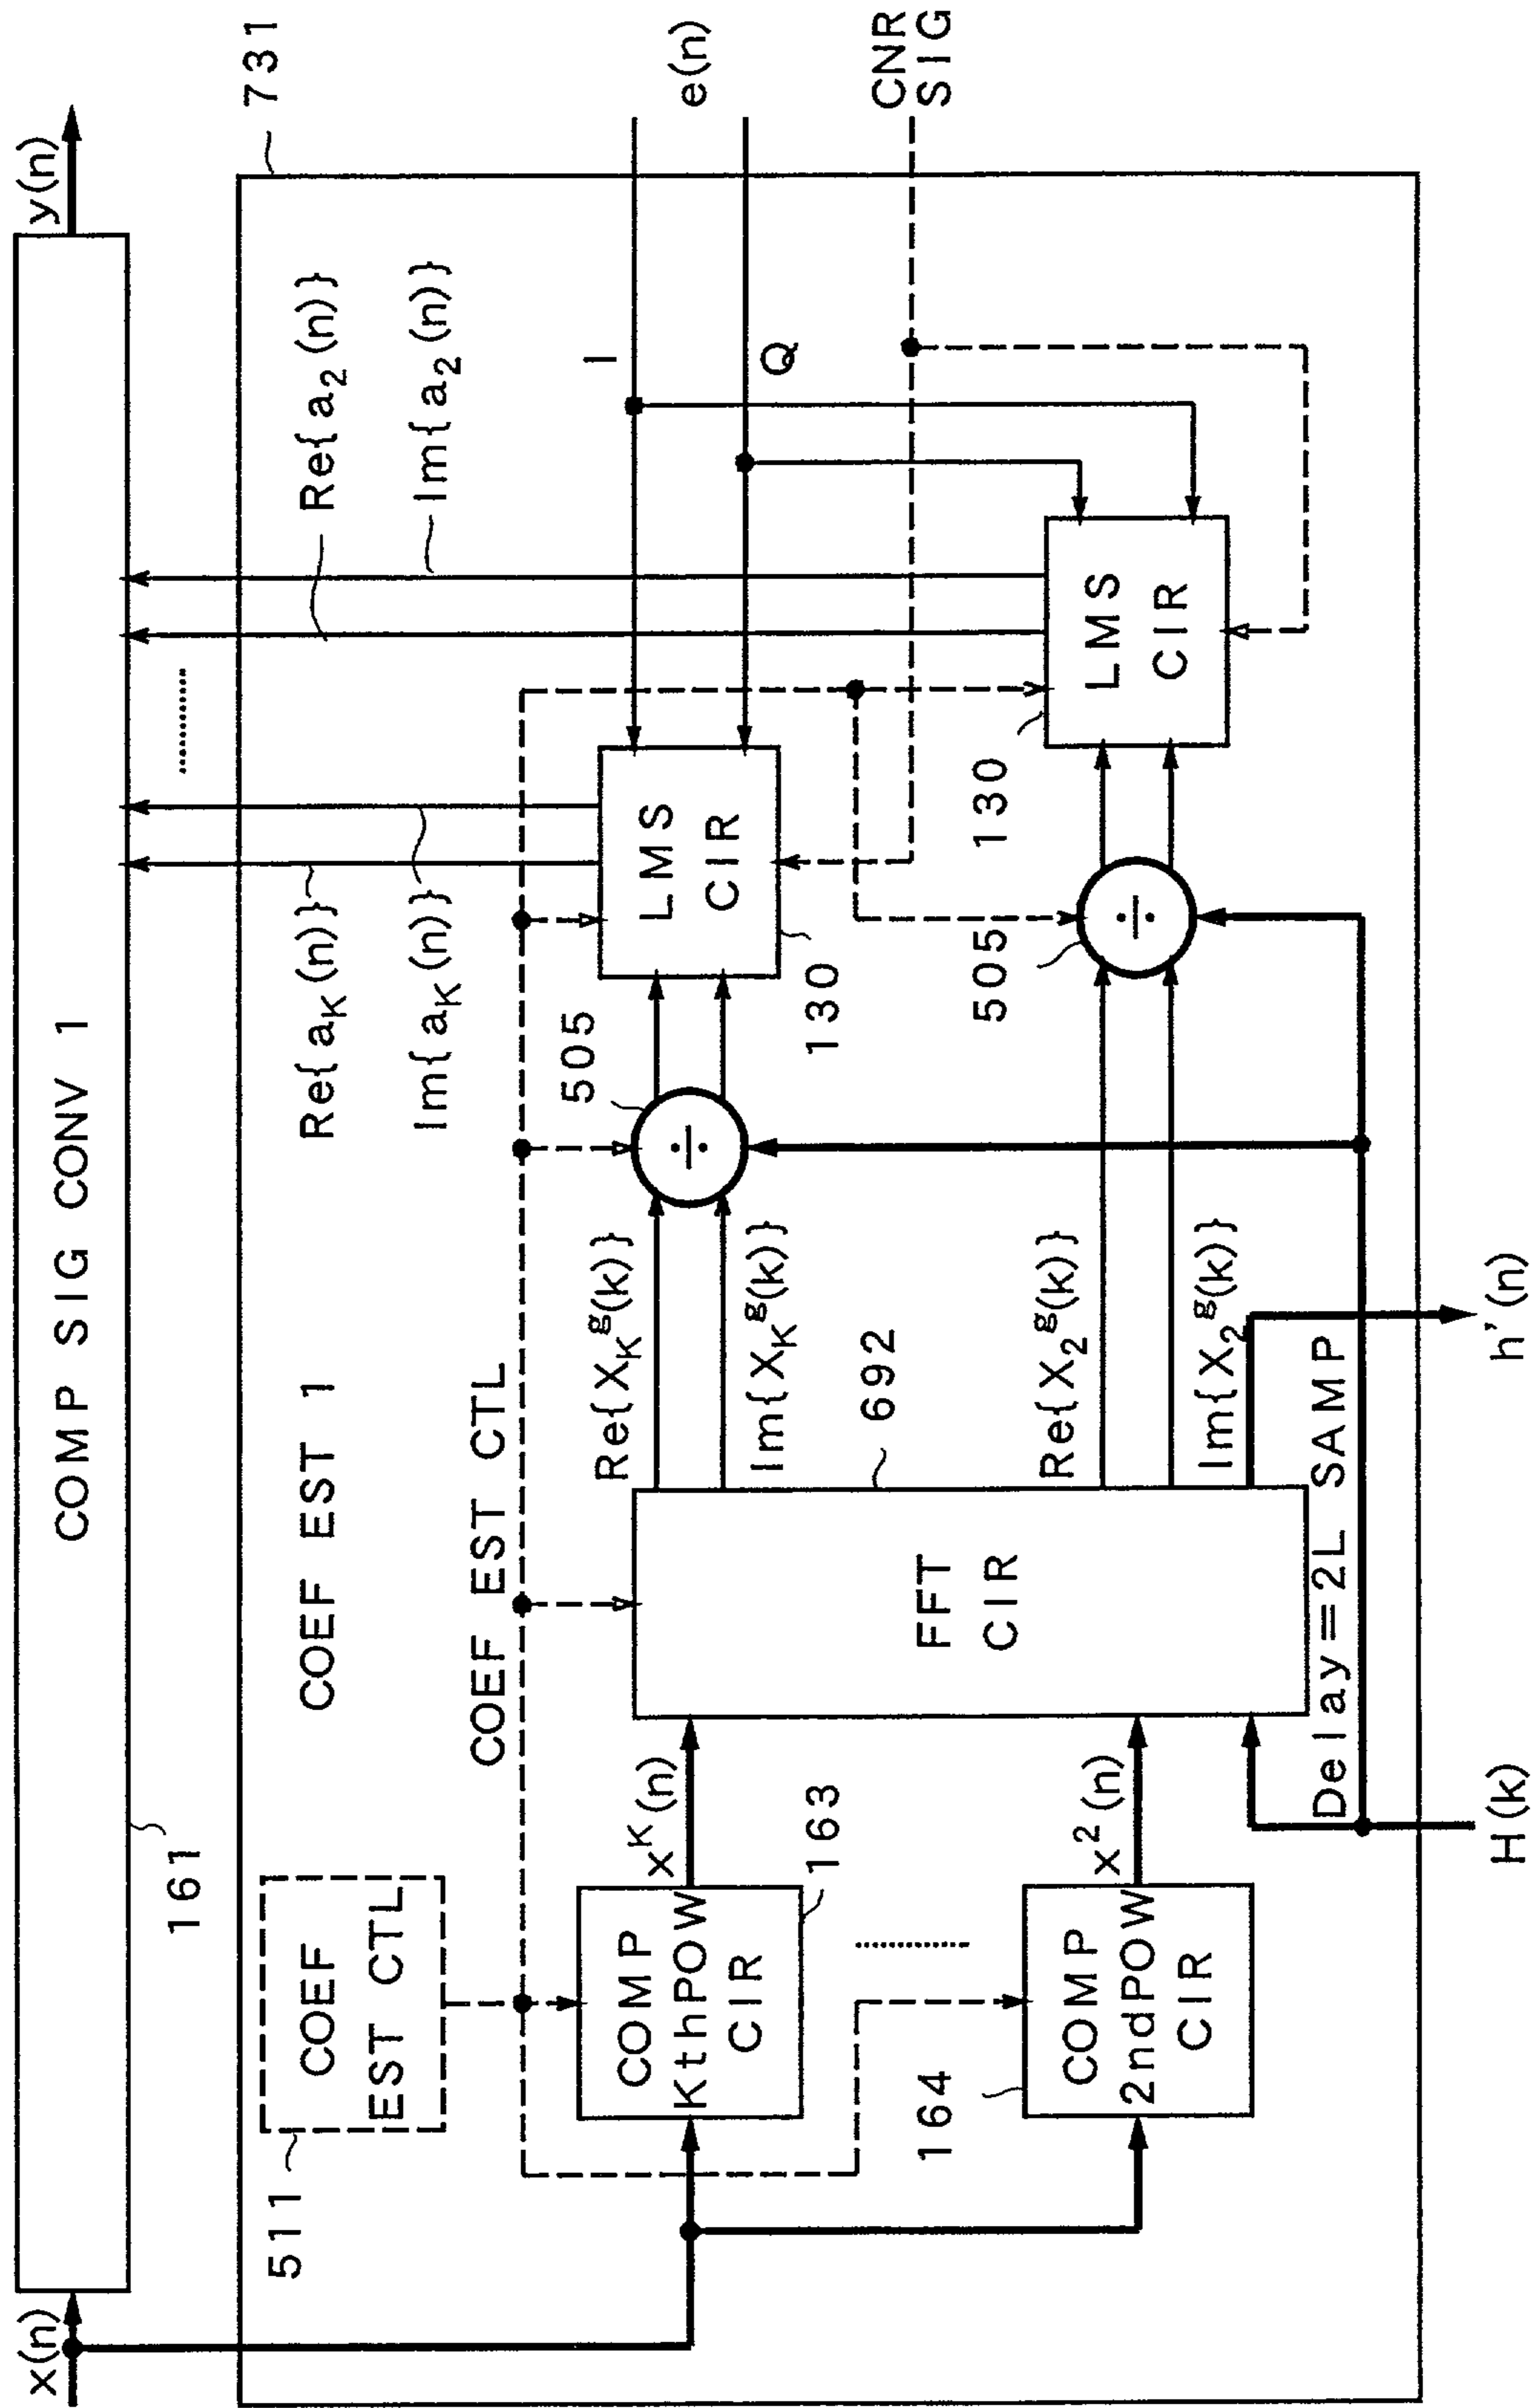 x(n)
COMP SIG CONV 1
y(n)
161
731
511
COEF
EST CTL
COEF EST 1
Re{aK(n)}
Im{aK(n)}
Re{a2(n)}
Im{a2(n)}
COEF EST CTL
COMP
KthPOW
CIR
163
xK(n)
FFT
CIR
692
Re{XKg(k)}
Im{XKg(k)}
505
÷
LMS
CIR
130
I
Q
e(n)
CNR
SIG
164
COMP
2ndPOW
CIR
x2(n)
Re{X2g(k)}
Im{X2g(k)}
505
÷
130
LMS
CIR
Delay=2L SAMP
H(k)
h'(n)